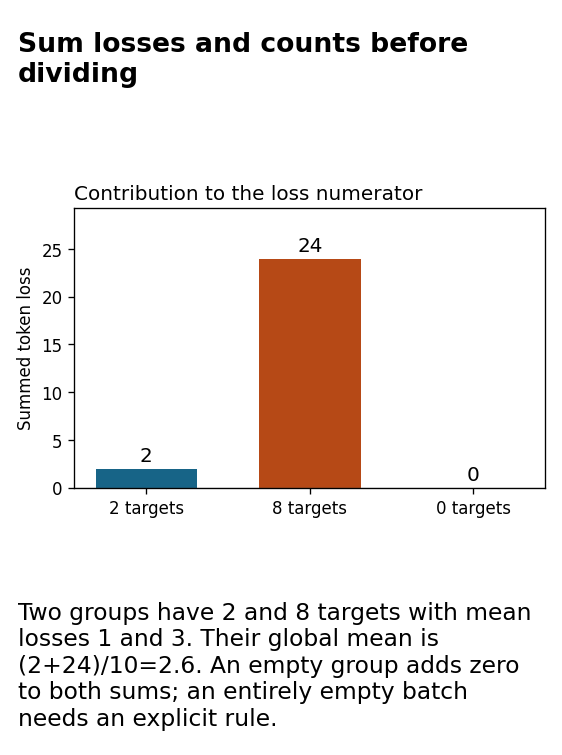 Sum losses and counts before
dividing
Contribution to the loss numerator
Summed token loss
25
20
15
10
5
0
2
24
0
2 targets
8 targets
0 targets
Two groups have 2 and 8 targets with mean
losses 1 and 3. Their global mean is
(2+24)/10=2.6. An empty group adds zero
to both sums; an entirely empty batch
needs an explicit rule.